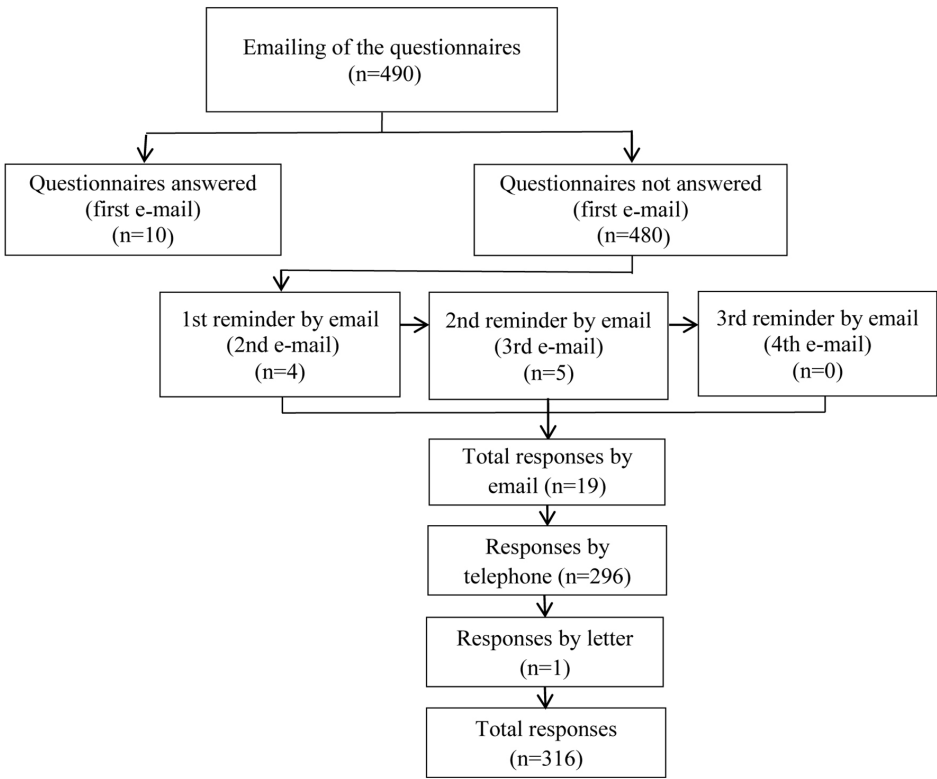 Emailing of the questionnaires
(n=490)
Questionnaires answered
(first e-mail)
(n=10)
Questionnaires not answered
(first e-mail)
(n=480)
1st reminder by email
(2nd e-mail)
(n=4)
2nd reminder by email
(3rd e-mail)
(n=5)
3rd reminder by email
(4th e-mail)
(n=0)
Total responses by
email (n=19)
Responses by
telephone (n=296)
Responses by letter
(n=1)
Total responses
(n=316)